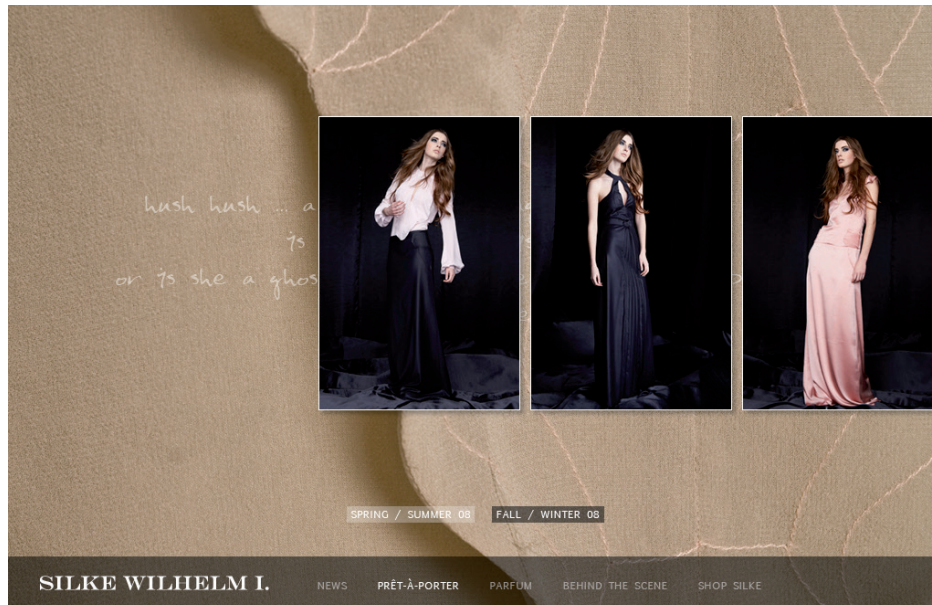 hush hush ... a
is
or is she a ghos
SPRING / SUMMER 08 FALL / WINTER 08
SILKE WILHELM I. NEWS PRÊT-À-PORTER PARFUM BEHIND THE SCENE SHOP SILKE